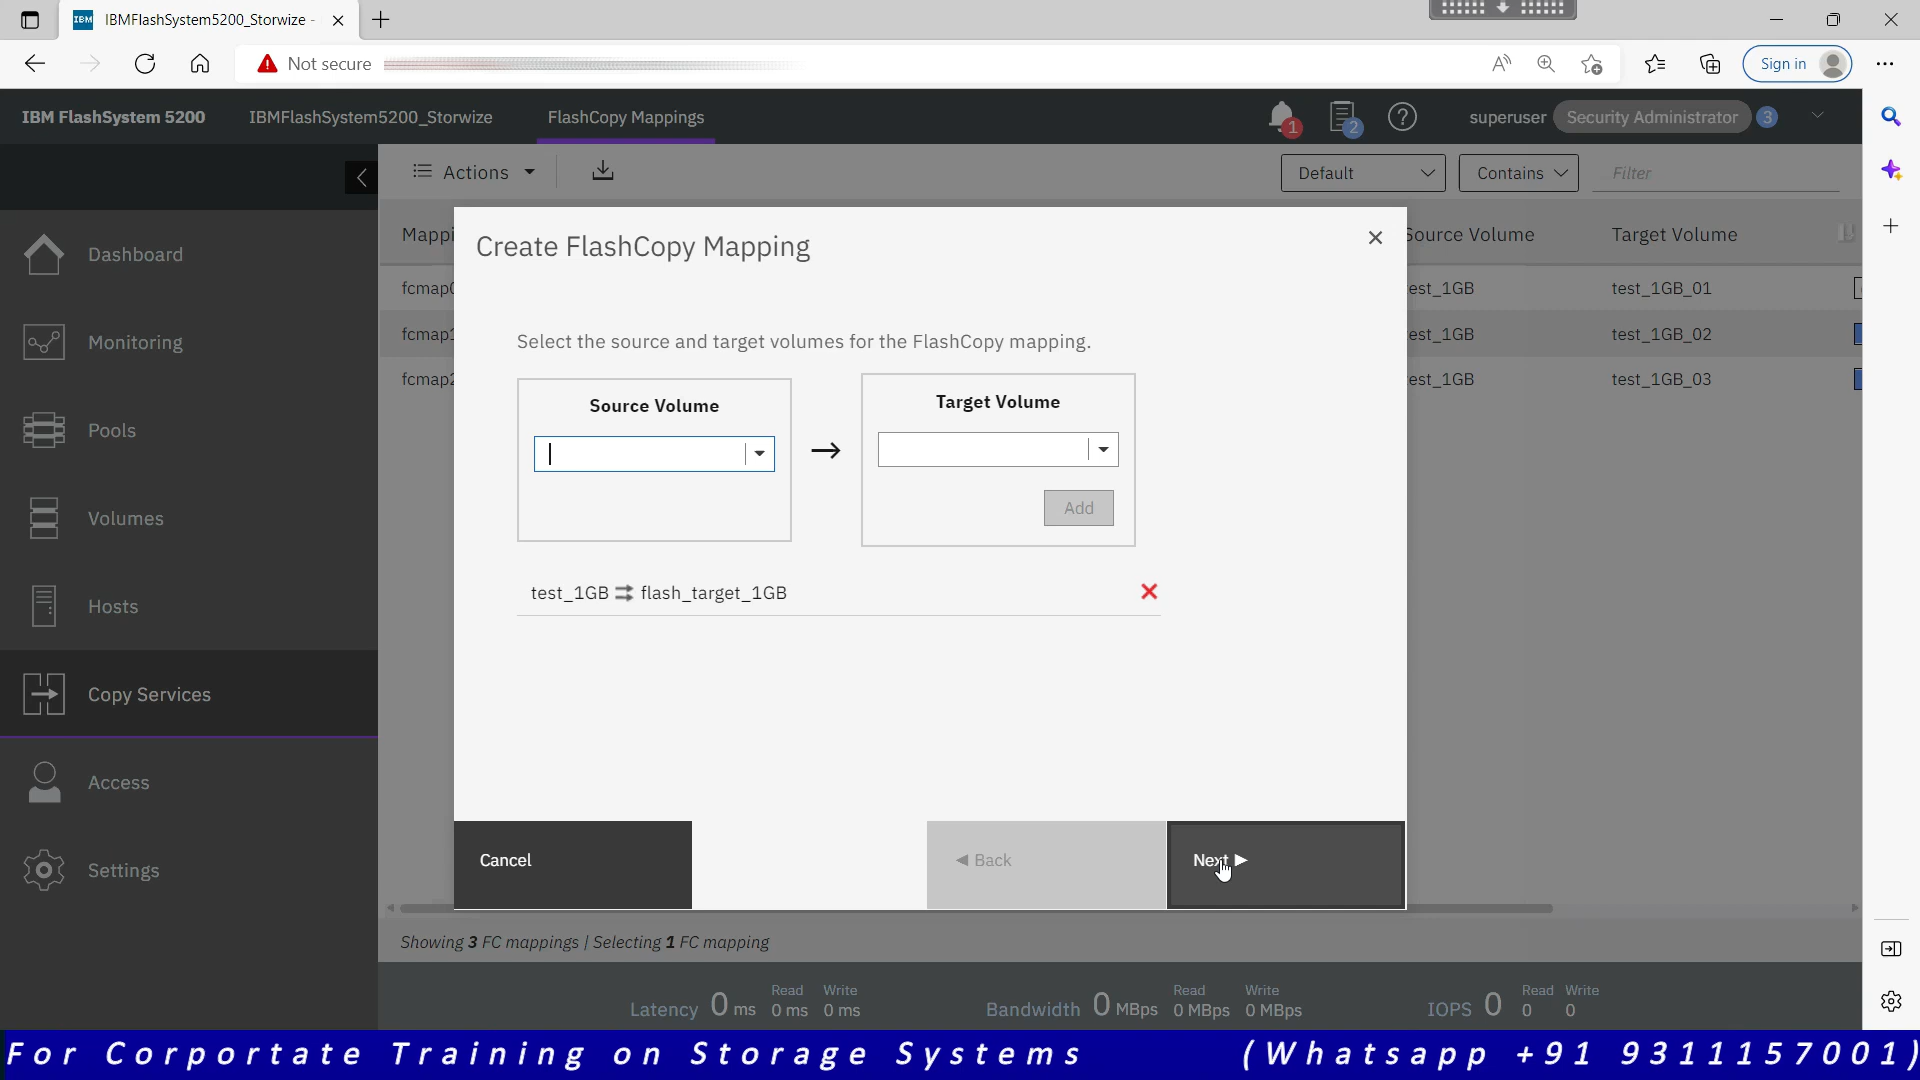 IBM IBMFlashSystem5200_Storwize -
Not secure
Sign in
IBM FlashSystem 5200 IBMFlashSystem5200_Storwize FlashCopy Mappings 1 2 superuser Security Administrator 3
Actions Default Contains Filter
Dashboard
Monitoring
Pools
Volumes
Hosts
Copy Services
Access
Settings
Mappi Source Volume Target Volume
fcmap0 est_1GB test_1GB_01
fcmap1 est_1GB test_1GB_02
fcmap2 est_1GB test_1GB_03
Create FlashCopy Mapping
Select the source and target volumes for the FlashCopy mapping.
Source Volume Target Volume
Add
test_1GB flash_target_1GB
Cancel Back Next
Showing 3 FC mappings | Selecting 1 FC mapping
Read Write Read Write Read Write
Latency 0 ms 0 ms 0 ms Bandwidth 0 MBps 0 MBps 0 MBps IOPS 0 0 0
For Corportate Training on Storage Systems (Whatsapp +91 9311157001)